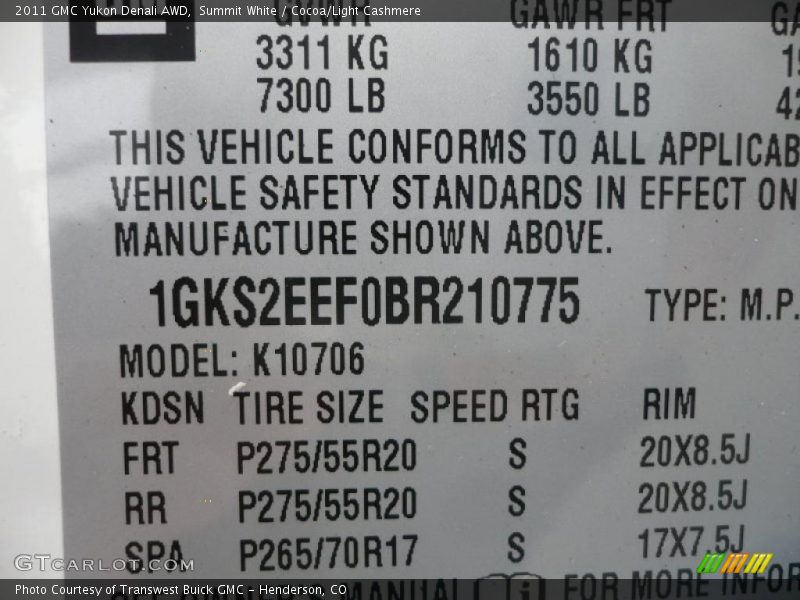 2011 GMC Yukon Denali AWD, Summit White / Cocoa/Light Cashmere
GVWR GAWR FRT
3311 KG 1610 KG
7300 LB 3550 LB
THIS VEHICLE CONFORMS TO ALL APPLICAB
VEHICLE SAFETY STANDARDS IN EFFECT ON
MANUFACTURE SHOWN ABOVE.
1GKS2EEF0BR210775 TYPE: M.P.
MODEL: K10706
KDSN TIRE SIZE SPEED RTG RIM
FRT P275/55R20 S 20X8.5J
RR P275/55R20 S 20X8.5J
SPA P265/70R17 S 17X7.5J
GTCARLOT.COM
Photo Courtesy of Transwest Buick GMC - Henderson, CO
MANUAL FOR MORE INFOR